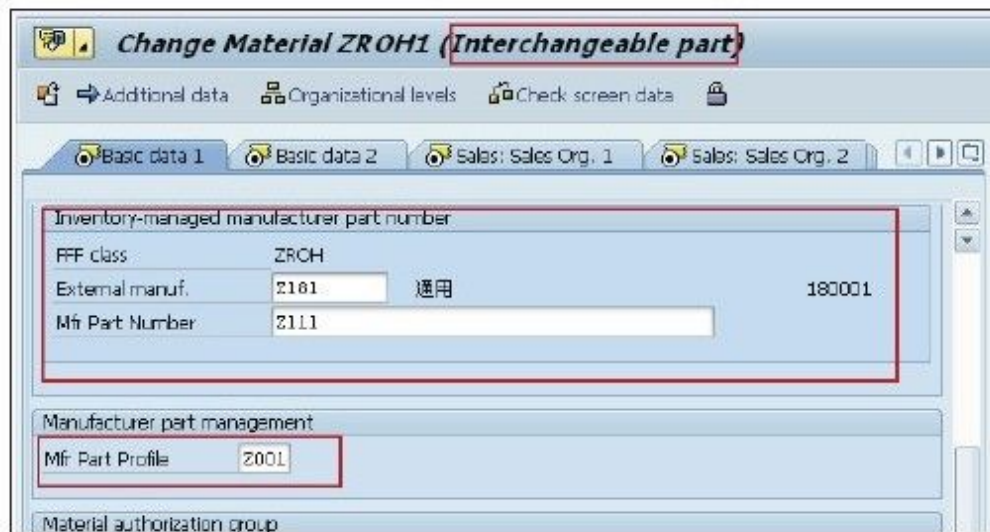 Change Material ZROH1 (Interchangeable part)
Additional data Organizational levels Check screen data
Basic data 1 Basic data 2 Sales: Sales Org. 1 Sales: Sales Org. 2
Inventory-managed manufacturer part number
FFF class ZROH
External manuf. Z181 適用 180001
Mfr Part Number Z111
Manufacturer part management
Mfr Part Profile Z001
Material authorization group